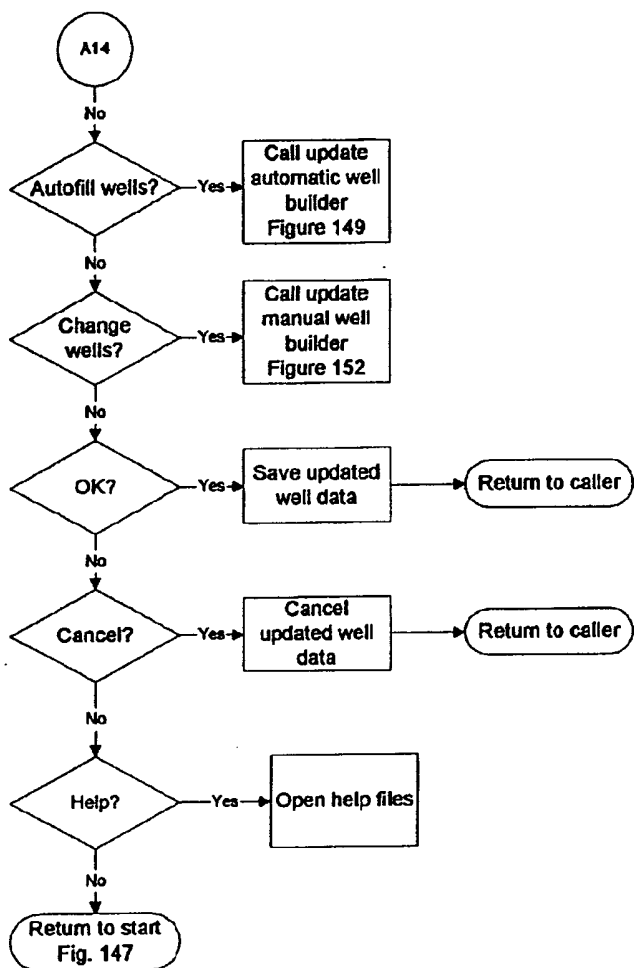 A14
No
Autofill wells?
Yes
Call update
automatic well
builder
Figure 149
No
Change
wells?
Yes
Call update
manual well
builder
Figure 152
No
OK?
Yes
Save updated
well data
Return to caller
No
Cancel?
Yes
Cancel
updated well
data
Return to caller
No
Help?
Yes
Open help files
No
Return to start
Fig. 147